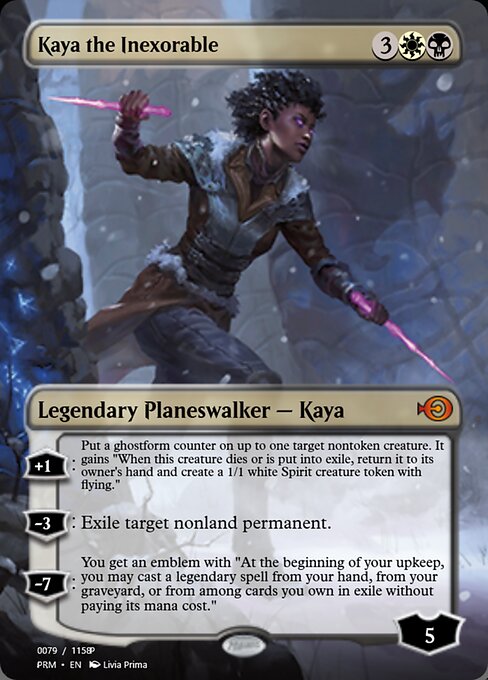 Kaya the Inexorable 3
Legendary Planeswalker — Kaya
+1: Put a ghostform counter on up to one target nontoken creature. It
gains "When this creature dies or is put into exile, return it to its
owner's hand and create a 1/1 white Spirit creature token with
flying."
−3: Exile target nonland permanent.
You get an emblem with "At the beginning of your upkeep,
−7: you may cast a legendary spell from your hand, from your
graveyard, or from among cards you own in exile without
paying its mana cost."
5
0079 / 1158P
PRM • EN Livia Prima